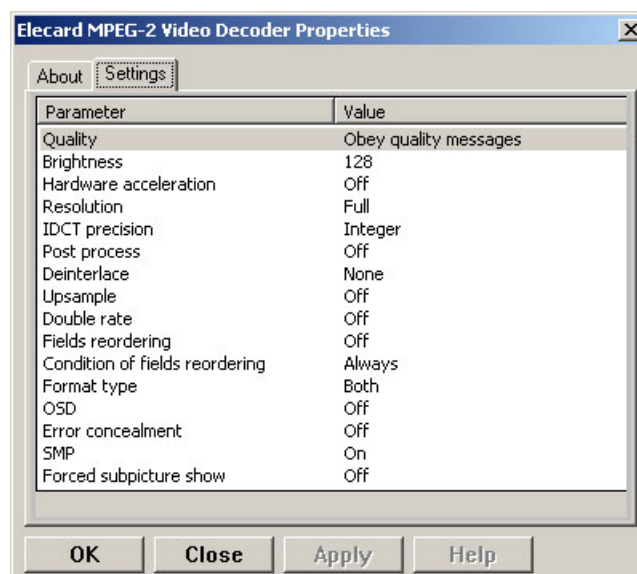 Elecard MPEG-2 Video Decoder Properties
About Settings
Parameter Value
Quality Obey quality messages
Brightness 128
Hardware acceleration Off
Resolution Full
IDCT precision Integer
Post process Off
Deinterlace None
Upsample Off
Double rate Off
Fields reordering Off
Condition of fields reordering Always
Format type Both
OSD Off
Error concealment Off
SMP On
Forced subpicture show Off
OK Close Apply Help